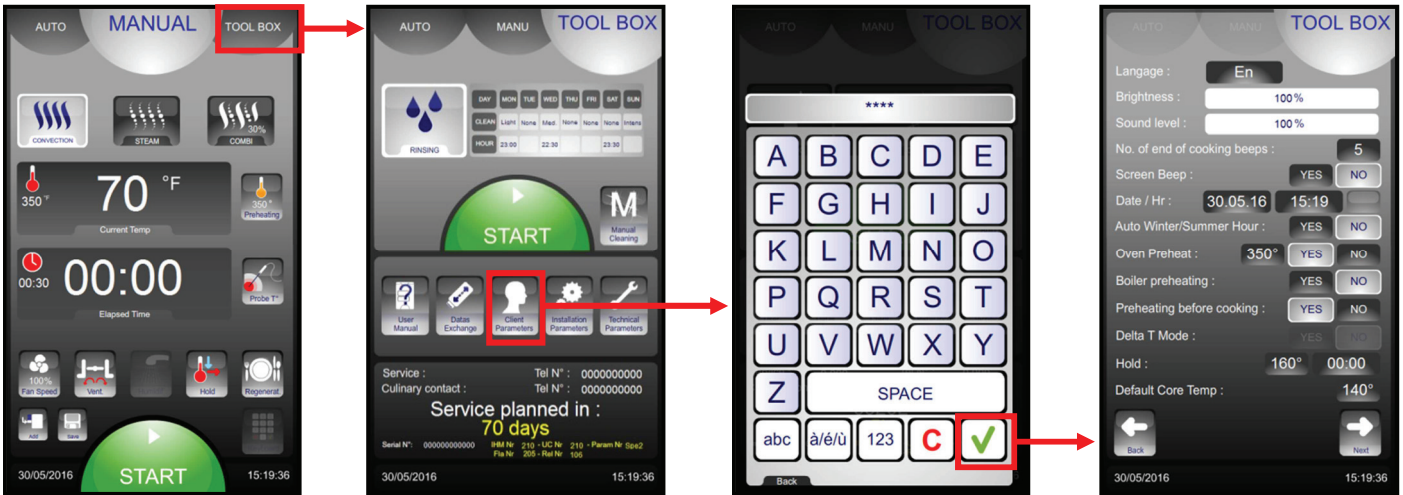 AUTO MANUAL TOOL BOX
CONVECTION STEAM 30% COMBI
350 °F 70 °F 350° Preheating
Current Temp
00:30 00:00 Probe T°
Elapsed Time
100% Fan Speed Vent. Hold Regenerat.
Add Save
30/05/2016 START 15:19:36
AUTO MANU TOOL BOX
RINSING
DAY MON TUE WED THU FRI SAT SUN
CLEAN Light None Med. None None None Intens
HOUR 23:00 22:30 23:30
START
M
Manual
Cleaning
?
User
Manual
Datas
Exchange
Client
Parameters
Installation
Parameters
Technical
Parameters
Service : Tel N° : 0000000000
Culinary contact : Tel N° : 0000000000
Service planned in :
70 days
Serial N°: 000000000000 IHM Nr 210 - UC Nr 210 - Param Nr Spe2
Fla Nr 205 - Rel Nr 106
30/05/2016 15:19:36
AUTO MANU TOOL BOX
****
A B C D E
F G H I J
K L M N O
P Q R S T
U V W X Y
Z SPACE
abc à/é/ù 123 C
Back
AUTO MANU TOOL BOX
Langage : En
Brightness : 100%
Sound level : 100%
No. of end of cooking beeps : 5
Screen Beep : YES NO
Date / Hr : 30.05.16 15:19
Auto Winter/Summer Hour : YES NO
Oven Preheat : 350° YES NO
Boiler preheating : YES NO
Preheating before cooking : YES NO
Delta T Mode : YES NO
Hold : 160° 00:00
Default Core Temp : 140°
Back Next
30/05/2016 15:19:36